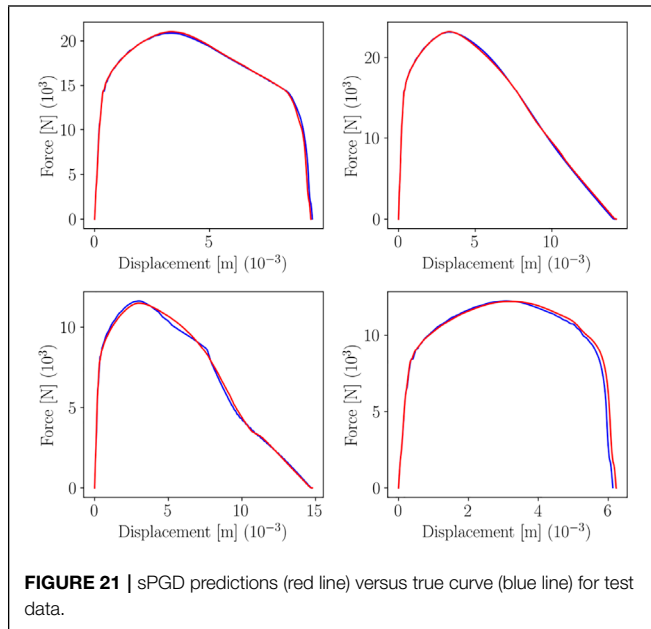 20
15
10
5
0
Force [N] (10³)
0
5
Displacement [m] (10⁻³)
20
10
0
Force [N] (10³)
0
5
10
Displacement [m] (10⁻³)
10
5
0
Force [N] (10³)
0
5
10
15
Displacement [m] (10⁻³)
10
5
0
Force [N] (10³)
0
2
4
6
Displacement [m] (10⁻³)
FIGURE 21 | sPGD predictions (red line) versus true curve (blue line) for test
data.